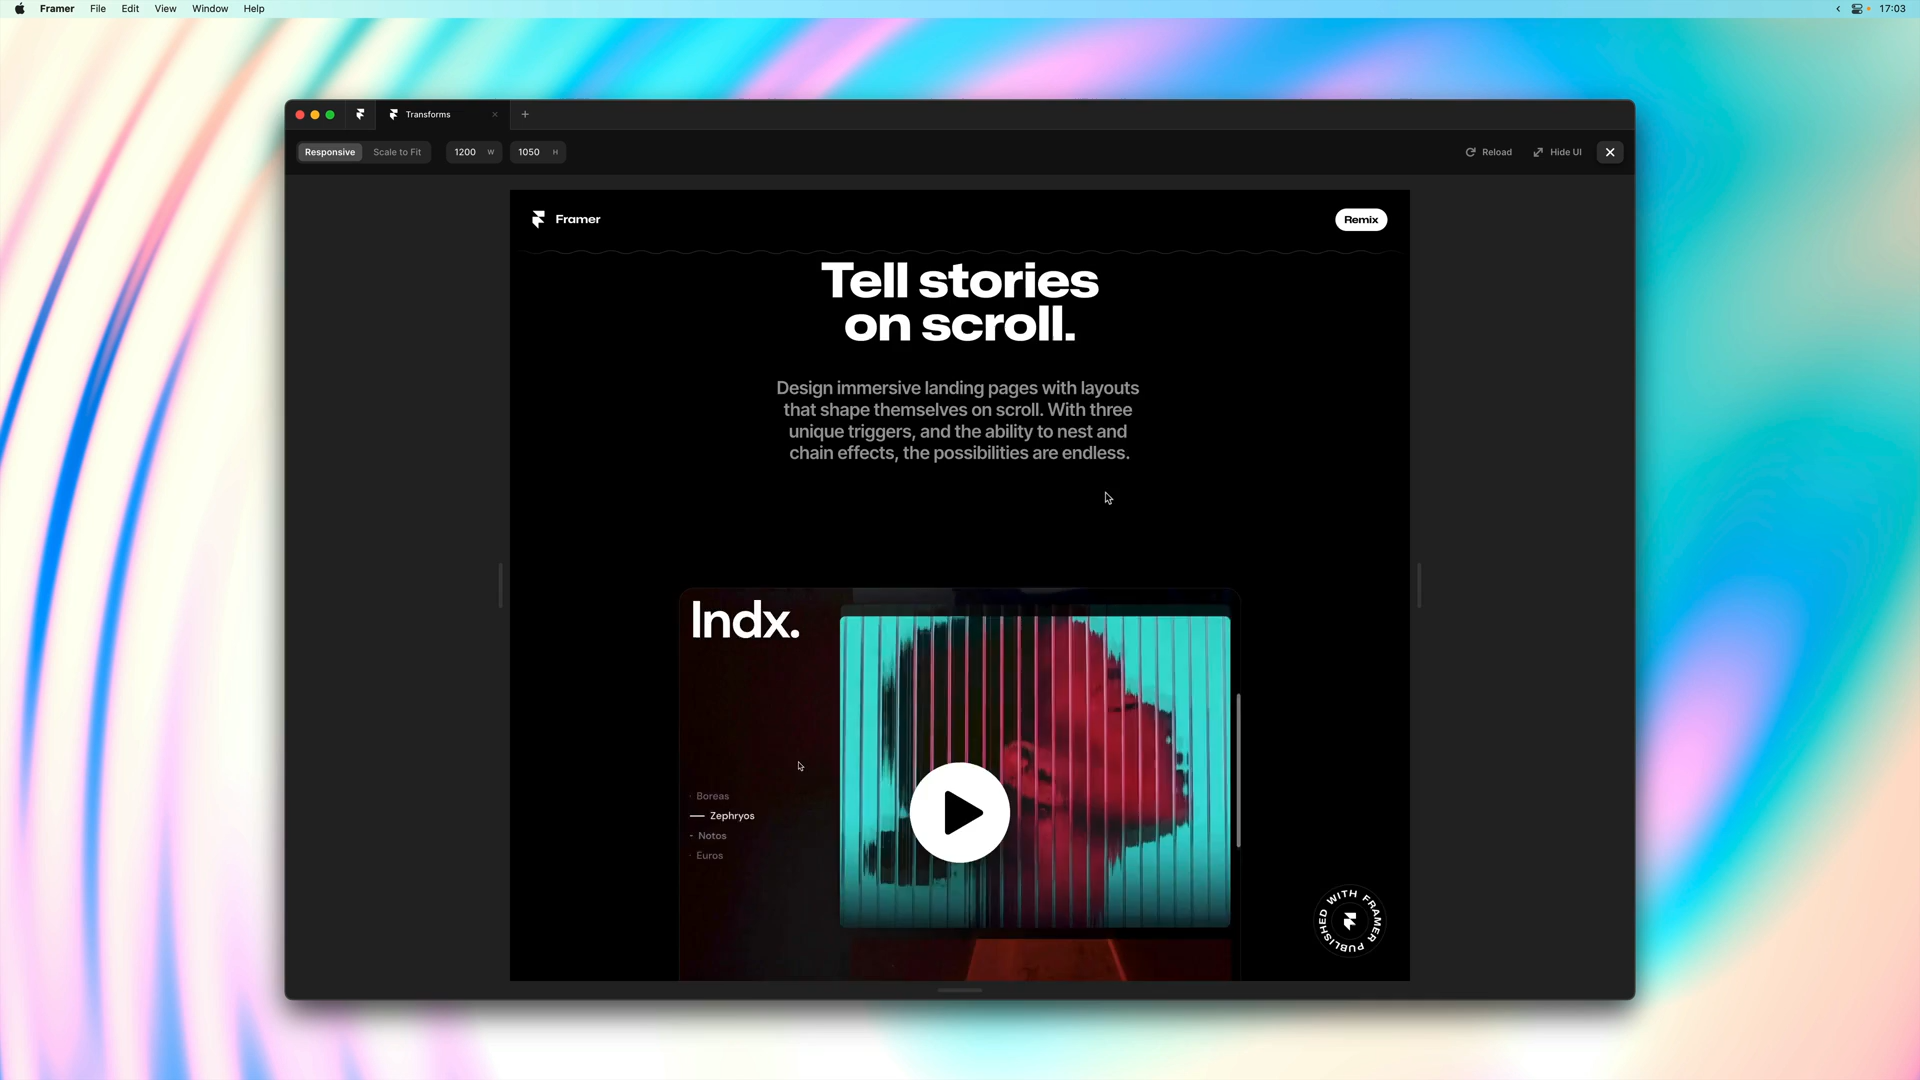 Framer File Edit View Window Help 17:03
Transforms
Responsive Scale to Fit 1200 W 1050 H Reload Hide UI
Framer Remix
Tell stories
on scroll.
Design immersive landing pages with layouts
that shape themselves on scroll. With three
unique triggers, and the ability to nest and
chain effects, the possibilities are endless.
Indx.
Boreas
Zephryos
Notos
Euros
PUBLISHED WITH FRAMER